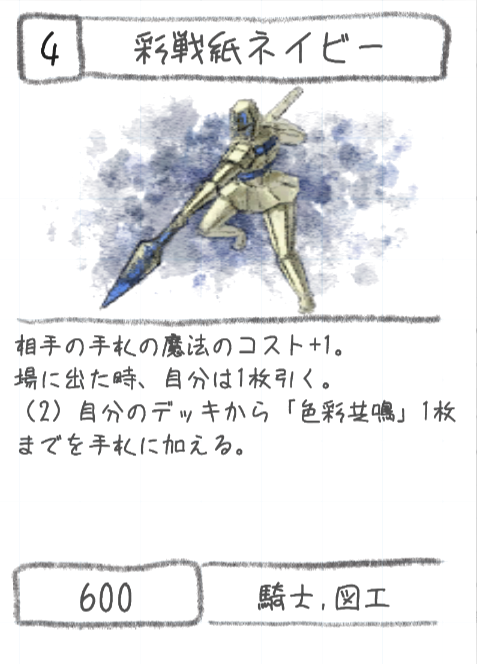 4
彩戦紙ネイビー
相手の手札の魔法のコスト+1。
場に出た時、自分は1枚引く。
（2）自分のデッキから「色彩共鳴」1枚
までを手札に加える。
600
騎士,図工